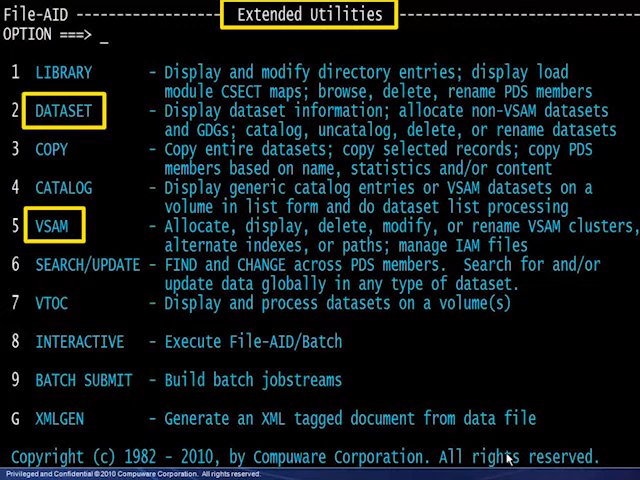 File-AID ---------------- Extended Utilities --------------------------------
OPTION ===> _
1 LIBRARY - Display and modify directory entries; display load
module CSECT maps; browse, delete, rename PDS members
2 DATASET - Display dataset information; allocate non-VSAM datasets
and GDGs; catalog, uncatalog, delete, or rename datasets
3 COPY - Copy entire datasets; copy selected records; copy PDS
members based on name, statistics and/or content
4 CATALOG - Display generic catalog entries or VSAM datasets on a
volume in list form and do dataset list processing
5 VSAM - Allocate, display, delete, modify, or rename VSAM clusters,
alternate indexes, or paths; manage IAM files
6 SEARCH/UPDATE - FIND and CHANGE across PDS members. Search for and/or
update data globally in any type of dataset.
7 VTOC - Display and process datasets on a volume(s)
8 INTERACTIVE - Execute File-AID/Batch
9 BATCH SUBMIT - Build batch jobstreams
G XMLGEN - Generate an XML tagged document from data file
Copyright (c) 1982 - 2010, by Compuware Corporation. All rights reserved.
Privileged and Confidential © 2010 Compuware Corporation. All rights reserved.